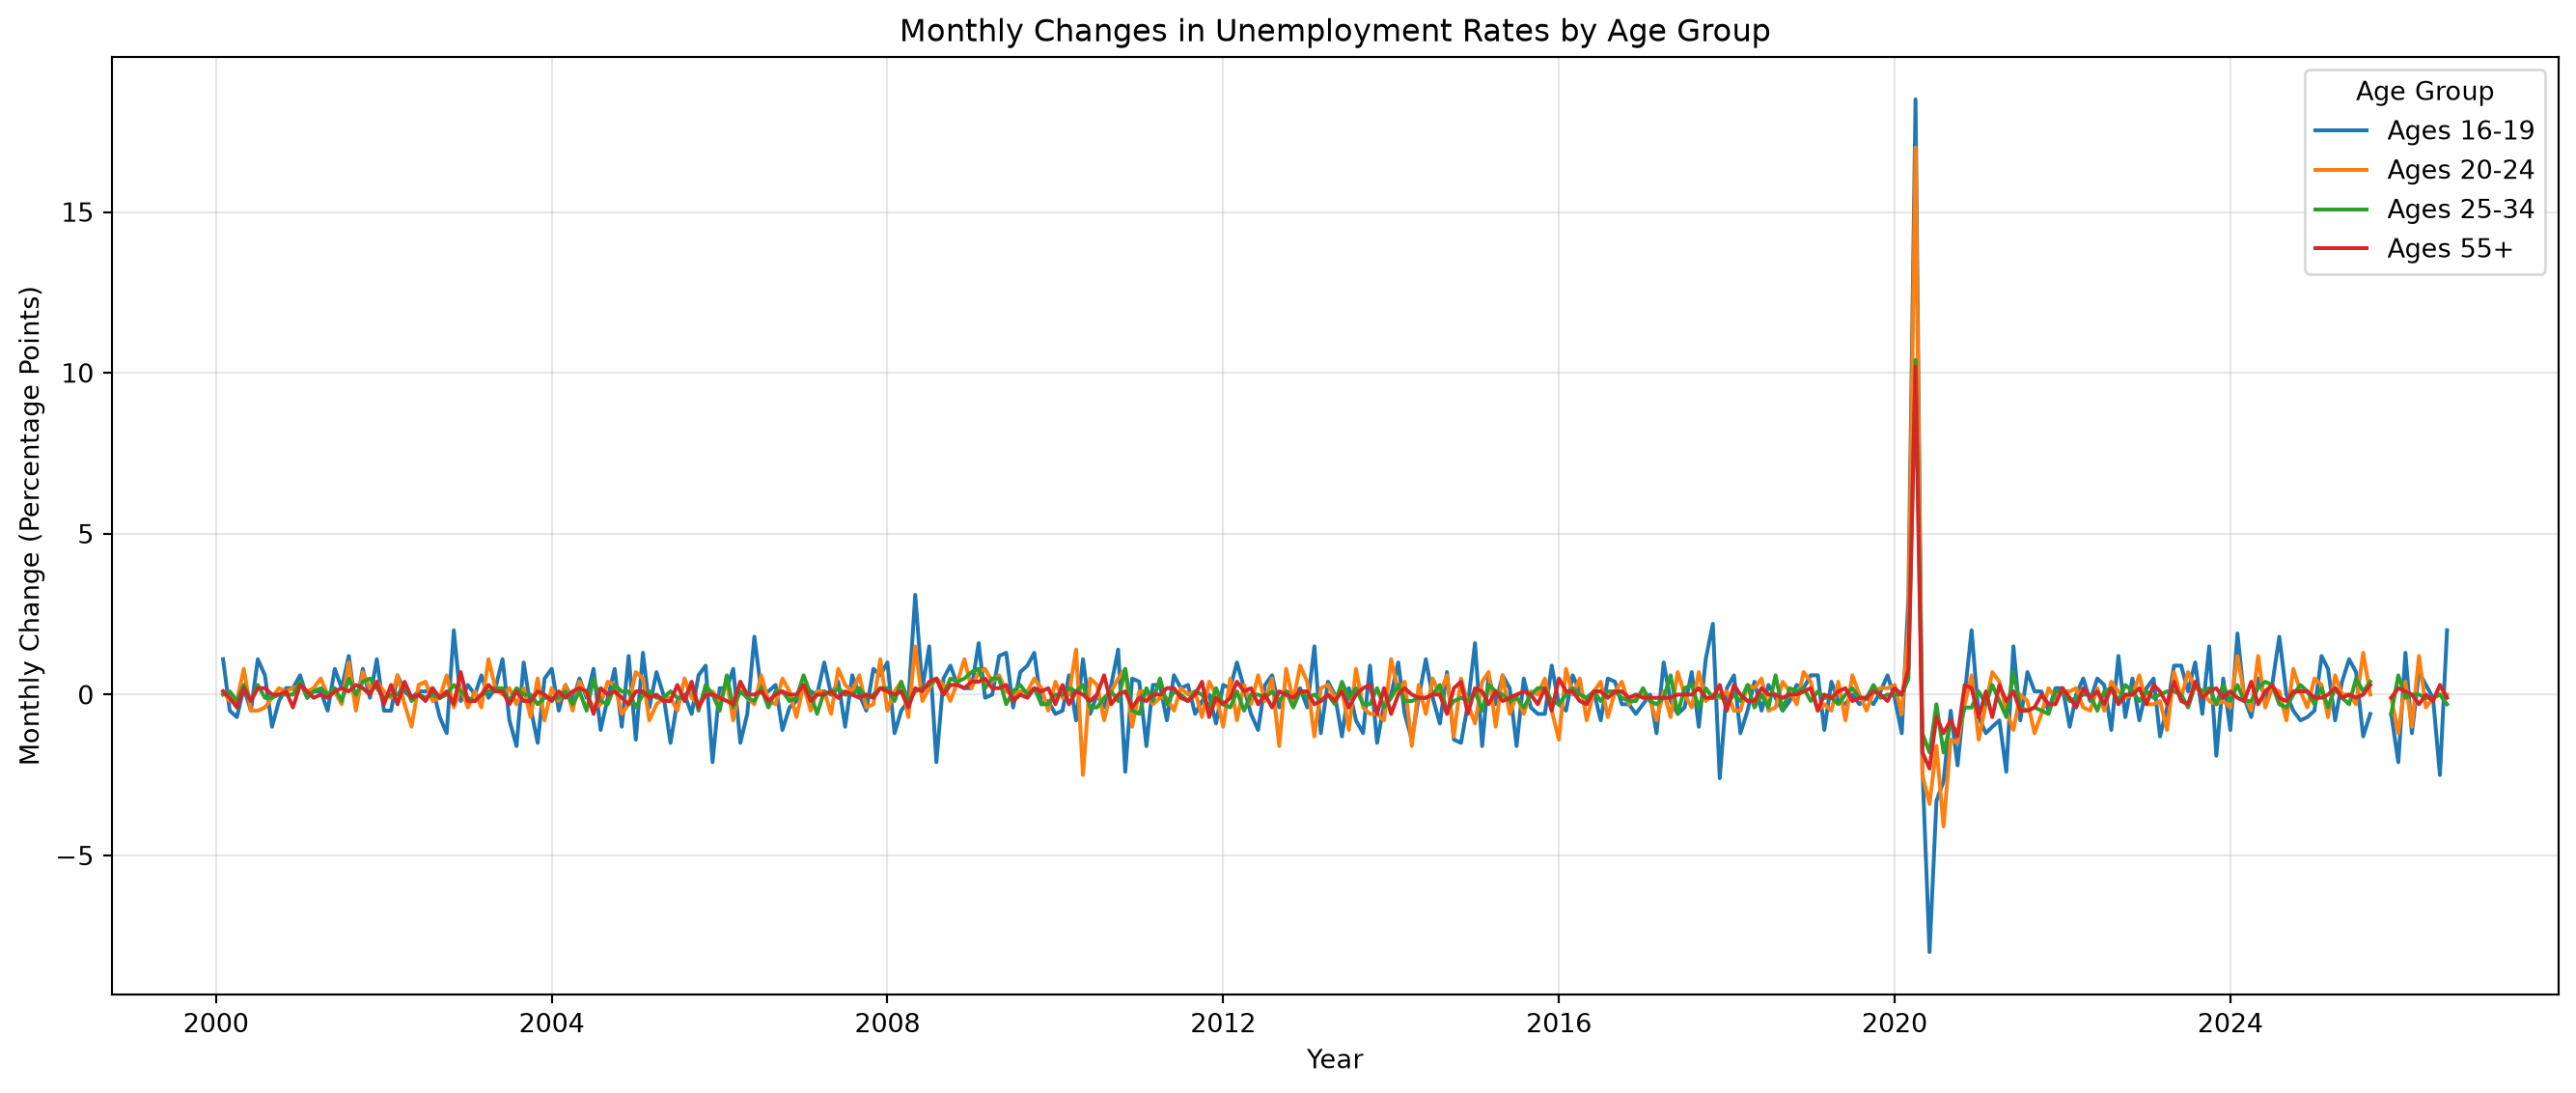 Monthly Changes in Unemployment Rates by Age Group
Monthly Change (Percentage Points)
15
10
5
0
−5
2000
2004
2008
2012
2016
2020
2024
Year
Age Group
Ages 16-19
Ages 20-24
Ages 25-34
Ages 55+